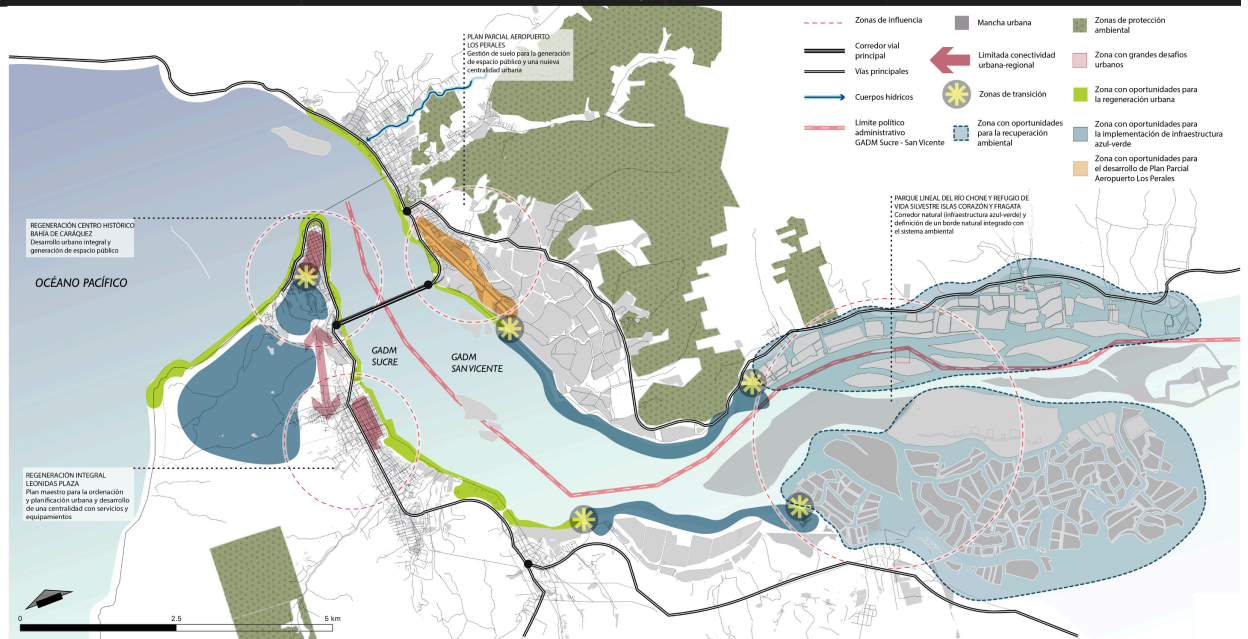 PLAN PARCIAL AEROPUERTO
LOS PERALES
Gestión de suelo para la generación
de espacio público y una nueva
centralidad urbana
Zonas de influencia
Corredor vial
principal
Vías principales
Cuerpos hídricos
Límite político
administrativo
GADM Sucre - San Vicente
Mancha urbana
Limitada conectividad
urbana-regional
Zonas de transición
Zona con oportunidades
para la recuperación
ambiental
Zonas de protección
ambiental
Zona con grandes desafíos
urbanos
Zona con oportunidades para
la regeneración urbana
Zona con oportunidades para
la implementación de infraestructura
azul-verde
Zona con oportunidades para
el desarrollo de Plan Parcial
Aeropuerto Los Perales
PARQUE LINEAL DEL RÍO CHONE Y REFUGIO DE
VIDA SILVESTRE ISLAS CORAZÓN Y FRAGATA
Corredor natural (infraestructura azul-verde) y
definición de un borde natural integrado con
el sistema ambiental
REGENERACIÓN CENTRO HISTÓRICO
BAHÍA DE CARÁQUEZ
Desarrollo urbano integral y
generación de espacio público
OCÉANO PACÍFICO
GADM
SUCRE
GADM
SAN VICENTE
REGENERACIÓN INTEGRAL
LEONIDAS PLAZA
Plan maestro para la ordenación
y planificación urbana y desarrollo
de una centralidad con servicios y
equipamientos
0 2.5 5 km